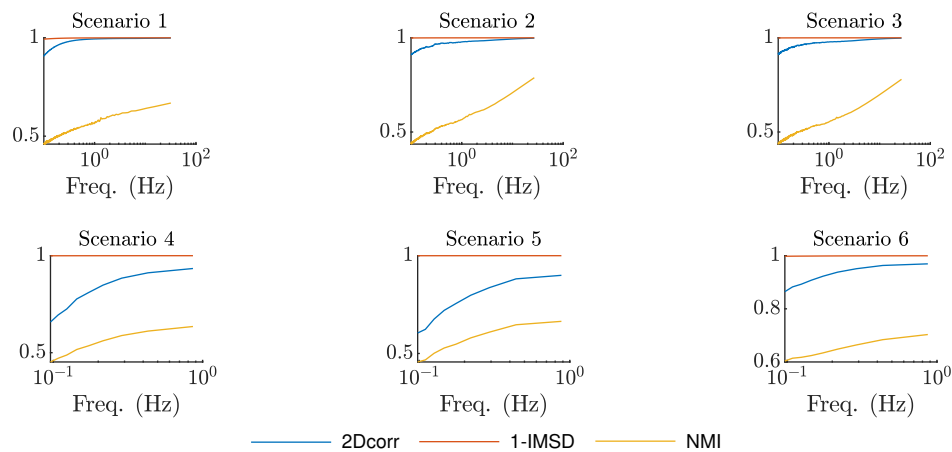 Scenario 1
Scenario 2
Scenario 3
1
0.5
10^0
10^2
Freq. (Hz)
1
0.5
10^0
10^2
Freq. (Hz)
1
0.5
10^0
10^2
Freq. (Hz)
Scenario 4
Scenario 5
Scenario 6
1
0.5
10^-1
10^0
Freq. (Hz)
1
0.5
10^-1
10^0
Freq. (Hz)
1
0.8
0.6
10^-1
10^0
Freq. (Hz)
2Dcorr
1-IMSD
NMI